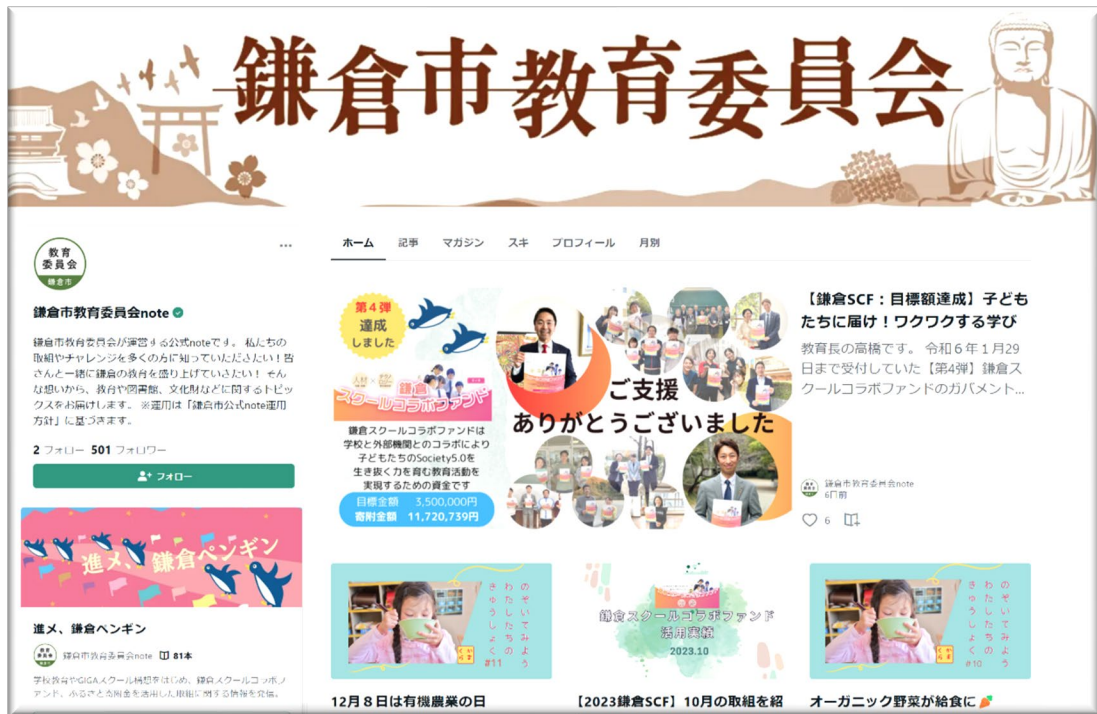 鎌倉市教育委員会
教育
委員会
鎌倉市
鎌倉市教育委員会note
鎌倉市教育委員会が運営する公式noteです。 私たちの
取組やチャレンジを多くの方に知っていただきたい！皆
さんと一緒に鎌倉の教育を盛り上げていきたい！ そん
な想いから、教育や図書館、文化財などに関するトピッ
クスをお届けします。 ※運用は「鎌倉市公式note運用
方針」に基づきます。
2 フォロー 501 フォロワー
フォロー
進メ、鎌倉ペンギン
進メ、鎌倉ペンギン
鎌倉市教育委員会note 81本
学校教育やGIGAスクール構想をはじめ、鎌倉スクールコラボフ
ァンド、ふるさと寄附金を活用した取組に関する情報を発信。
ホーム 記事 マガジン スキ プロフィール 月別
第4弾
達成
しました
鎌倉
スクールコラボファンド
鎌倉スクールコラボファンドは
学校と外部機関とのコラボにより
子どもたちのSociety5.0を
生き抜く力を育む教育活動を
実現するための資金です
目標金額 3,500,000円
寄附金額 11,720,739円
ご支援
ありがとうございました
【鎌倉SCF：目標額達成】子ども
たちに届け！ワクワクする学び
教育長の高橋です。 令和６年１月29
日まで受付していた【第4弾】鎌倉ス
クールコラボファンドのガバメント...
鎌倉市教育委員会note
6日前
6
のぞいてみよう
わたしたちの
きゅうしょく
#11
12月８日は有機農業の日
鎌倉スクールコラボファンド
活用実績
2023.10
【2023鎌倉SCF】10月の取組を紹
のぞいてみよう
わたしたちの
きゅうしょく
#10
オーガニック野菜が給食に🥕